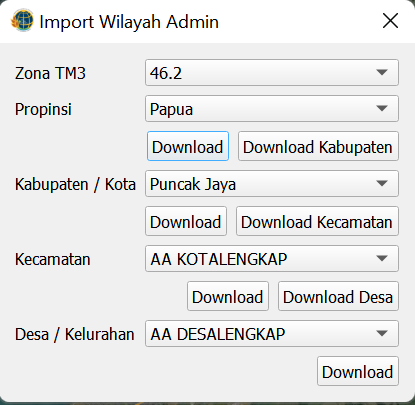 Import Wilayah Admin
Zona TM3 46.2
Propinsi Papua
Download Download Kabupaten
Kabupaten / Kota Puncak Jaya
Download Download Kecamatan
Kecamatan AA KOTALENGKAP
Download Download Desa
Desa / Kelurahan AA DESALENGKAP
Download